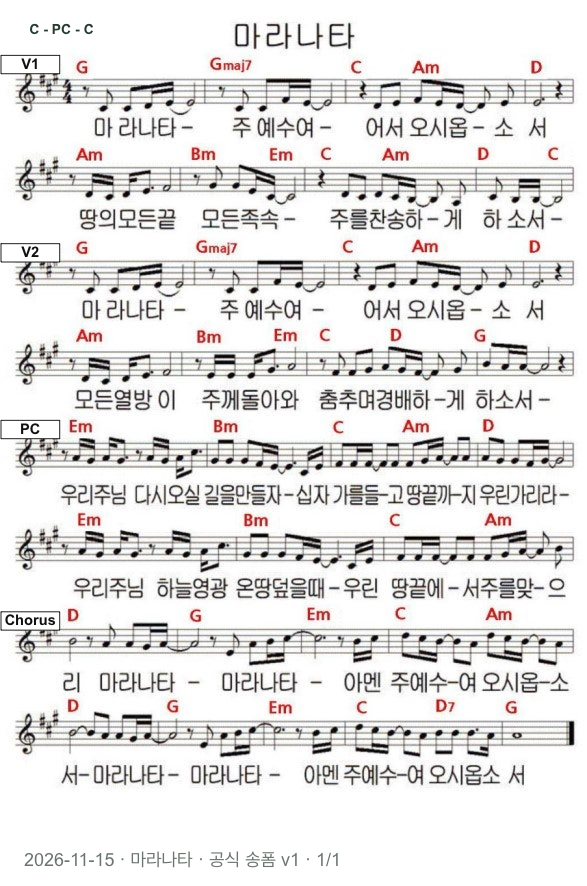 C - PC - C
마라나타
V1
G Gmaj7 C Am D
마 라나타– 주 예수여– 어서 오시옵– 소 서
Am Bm Em C Am D C
땅의모든끝 모든족속– 주를찬송하–게 하 소서–
V2
G Gmaj7 C Am D
마 라나타– 주 예수여– 어서 오시옵– 소 서
Am Bm Em C D G
모든열방 이 주께돌아와 춤추며경배하–게 하소서–
PC
Em Bm C Am D
우리주님 다시오실 길을만들자–십자 가를들–고 땅끝까–지 우린가리라–
Em Bm C Am
우리주님 하늘영광 온땅덮을때–우린 땅끝에–서주를맞–으
Chorus
D G Em C Am
리 마라나타– 마라나타– 아멘 주예수–여 오시옵–소
D G Em C D7 G
서–마라나타– 마라나타– 아멘 주예수–여 오시옵소 서
2026-11-15 · 마라나타 · 공식 송폼 v1 · 1/1